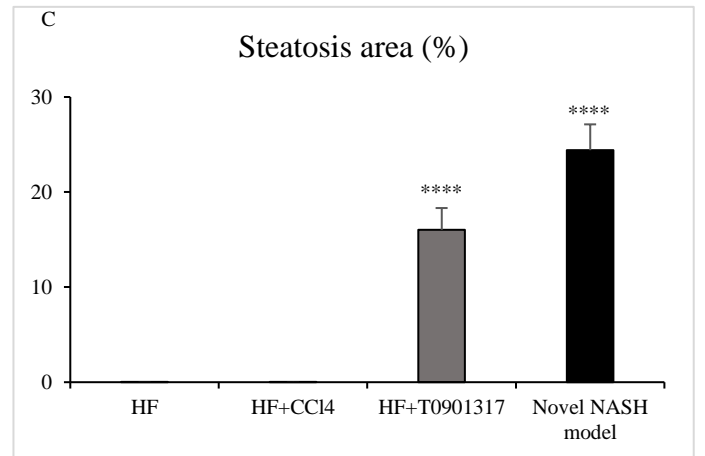 C
Steatosis area (%)
30
20
10
0
****
****
HF
HF+CCl4
HF+T0901317
Novel NASH
model